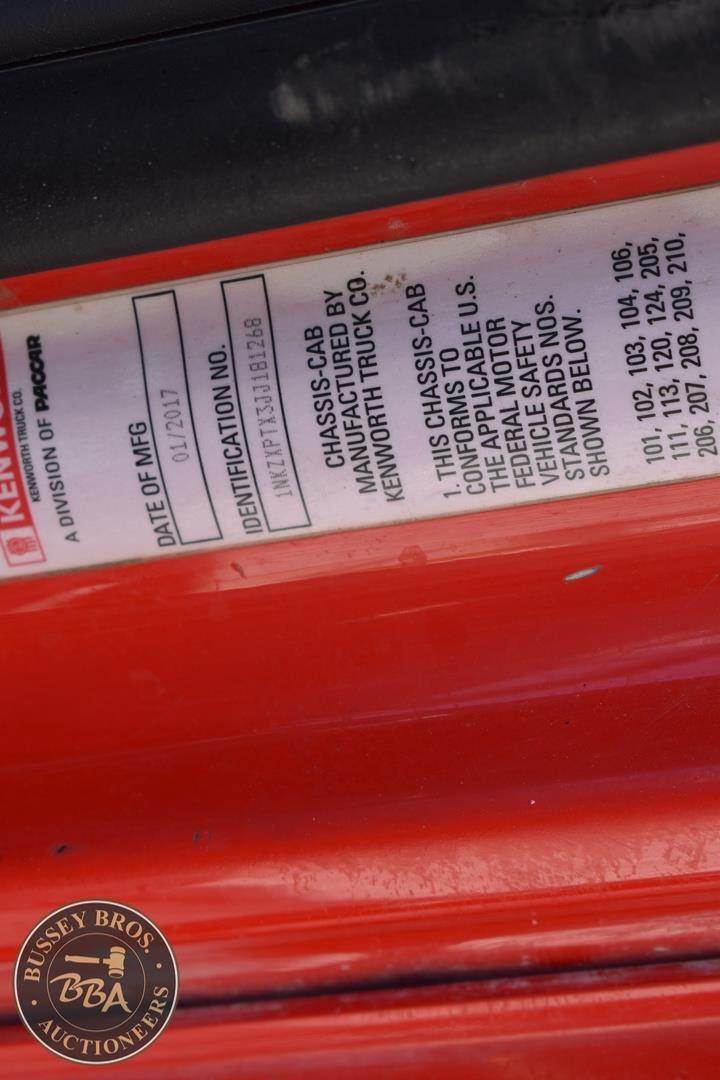 KENWO
KENWORTH TRUCK CO.
A DIVISION OF PACCAR
DATE OF MFG
01/2017
IDENTIFICATION NO.
1NKZXPTX3JJ181268
CHASSIS-CAB
MANUFACTURED BY
KENWORTH TRUCK CO.
1. THIS CHASSIS-CAB
CONFORMS TO
THE APPLICABLE U.S.
FEDERAL MOTOR
VEHICLE SAFETY
STANDARDS NOS.
SHOWN BELOW.
101, 102, 103, 104, 106,
111, 113, 120, 124, 205,
206, 207, 208, 209, 210,
BUSSEY BROS.
BBA
AUCTIONEERS